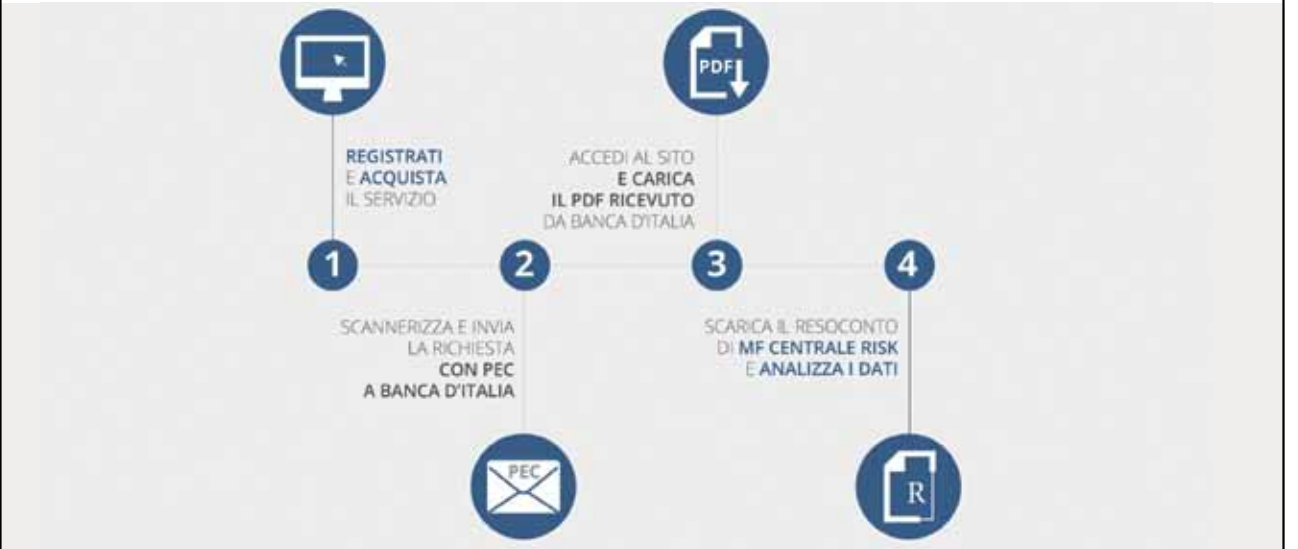 REGISTRATI
E ACQUISTA
IL SERVIZIO
1
SCANNERIZZA E INVIA
LA RICHIESTA
CON PEC
A BANCA D'ITALIA
2
PEC
PDF
ACCEDI AL SITO
E CARICA
IL PDF RICEVUTO
DA BANCA D'ITALIA
3
4
SCARICA IL RESOCONTO
DI MF CENTRALE RISK
E ANALIZZA I DATI
R